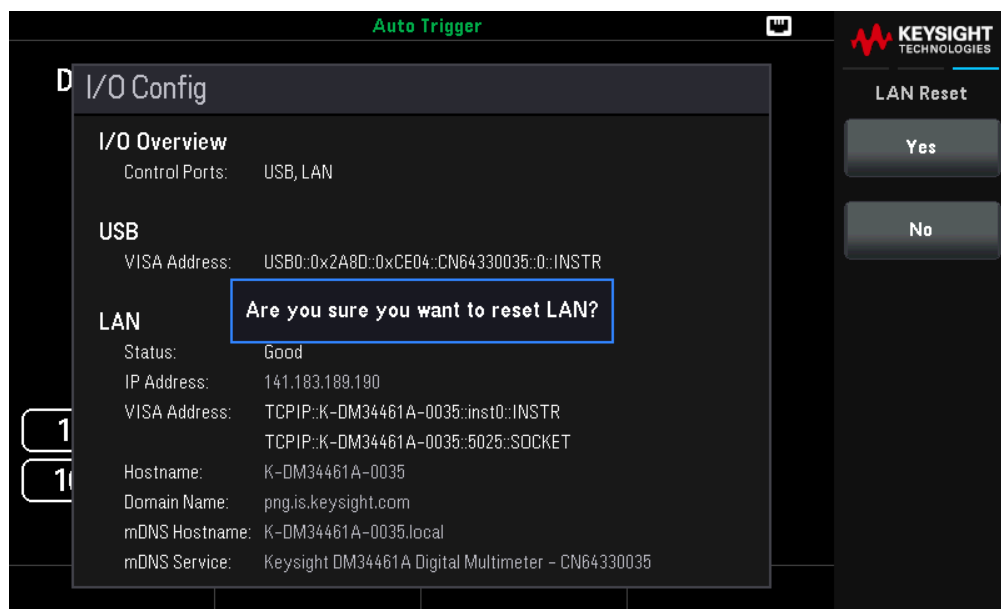 Auto Trigger
KEYSIGHT
TECHNOLOGIES
D
I/O Config
LAN Reset
I/O Overview
Control Ports: USB, LAN
Yes
USB
No
VISA Address: USB0::0x2A8D::0xCE04::CN64330035::0::INSTR
Are you sure you want to reset LAN?
LAN
Status: Good
IP Address: 141.183.189.190
VISA Address: TCPIP::K-DM34461A-0035::inst0::INSTR
TCPIP::K-DM34461A-0035::5025::SOCKET
1
Hostname: K-DM34461A-0035
1
Domain Name: png.is.keysight.com
mDNS Hostname: K-DM34461A-0035.local
mDNS Service: Keysight DM34461A Digital Multimeter - CN64330035